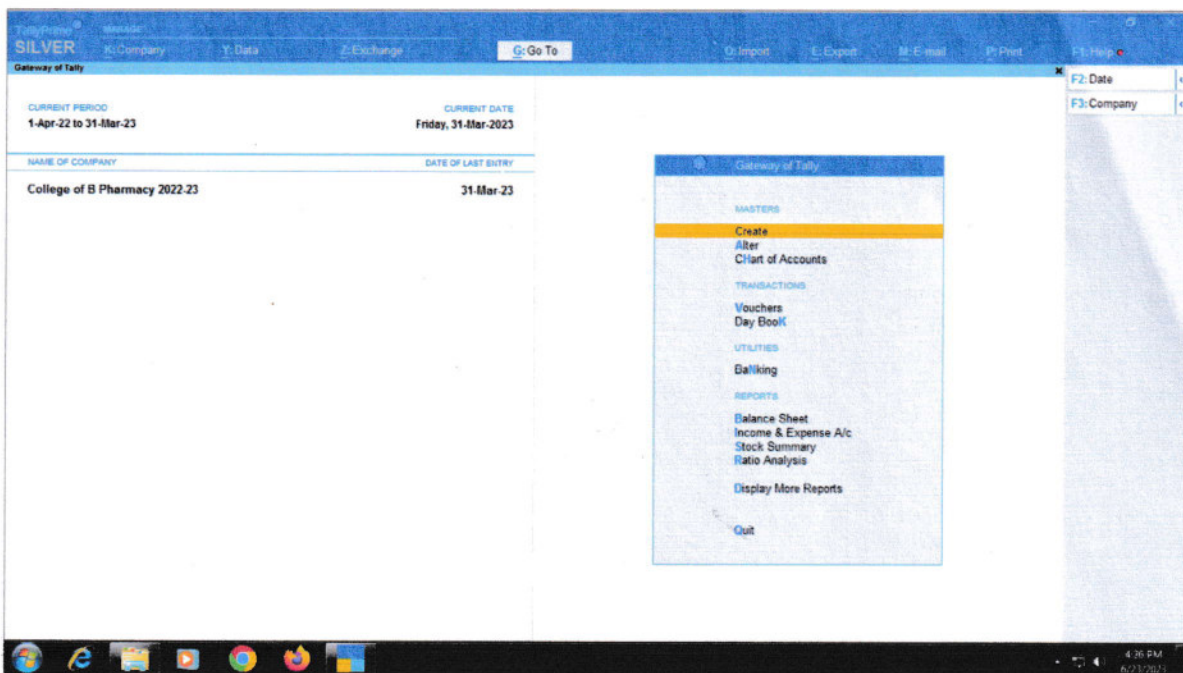 TallyPrime
SILVER
MANAGE
K: Company
Y: Data
Z: Exchange
G: Go To
O: Import
E: Export
M: E-mail
P: Print
F1: Help
Gateway of Tally
F2: Date
F3: Company
CURRENT PERIOD
1-Apr-22 to 31-Mar-23
CURRENT DATE
Friday, 31-Mar-2023
NAME OF COMPANY
DATE OF LAST ENTRY
College of B Pharmacy 2022-23
31-Mar-23
Gateway of Tally
MASTERS
Create
Alter
CHart of Accounts
TRANSACTIONS
Vouchers
Day BooK
UTILITIES
BaNking
REPORTS
Balance Sheet
Income & Expense A/c
Stock Summary
Ratio Analysis
Display More Reports
Quit
4:26 PM
6/23/2023